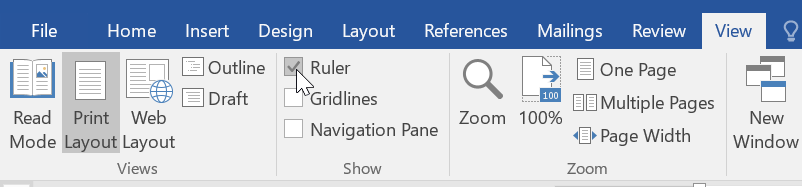 File Home Insert Design Layout References Mailings Review View
Read Mode
Print Layout
Web Layout
Outline
Draft
Views
Ruler
Gridlines
Navigation Pane
Show
Zoom
100
100%
One Page
Multiple Pages
Page Width
Zoom
New Window